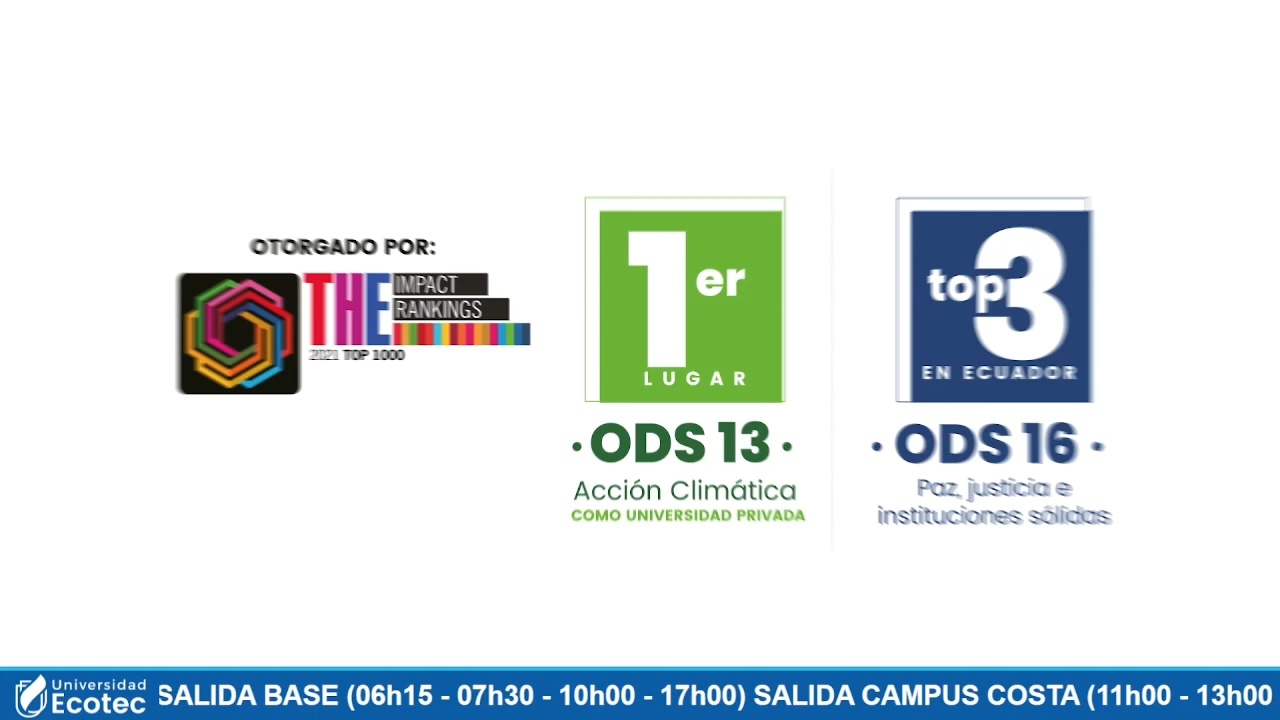 OTORGADO POR:
THE IMPACT
RANKINGS
2021 TOP 1000
1er
LUGAR
· ODS 13 ·
Acción Climática
COMO UNIVERSIDAD PRIVADA
top 3
EN ECUADOR
· ODS 16 ·
Paz, justicia e
instituciones sólidas
Universidad
Ecotec
SALIDA BASE (06h15 - 07h30 - 10h00 - 17h00) SALIDA CAMPUS COSTA (11h00 - 13h00